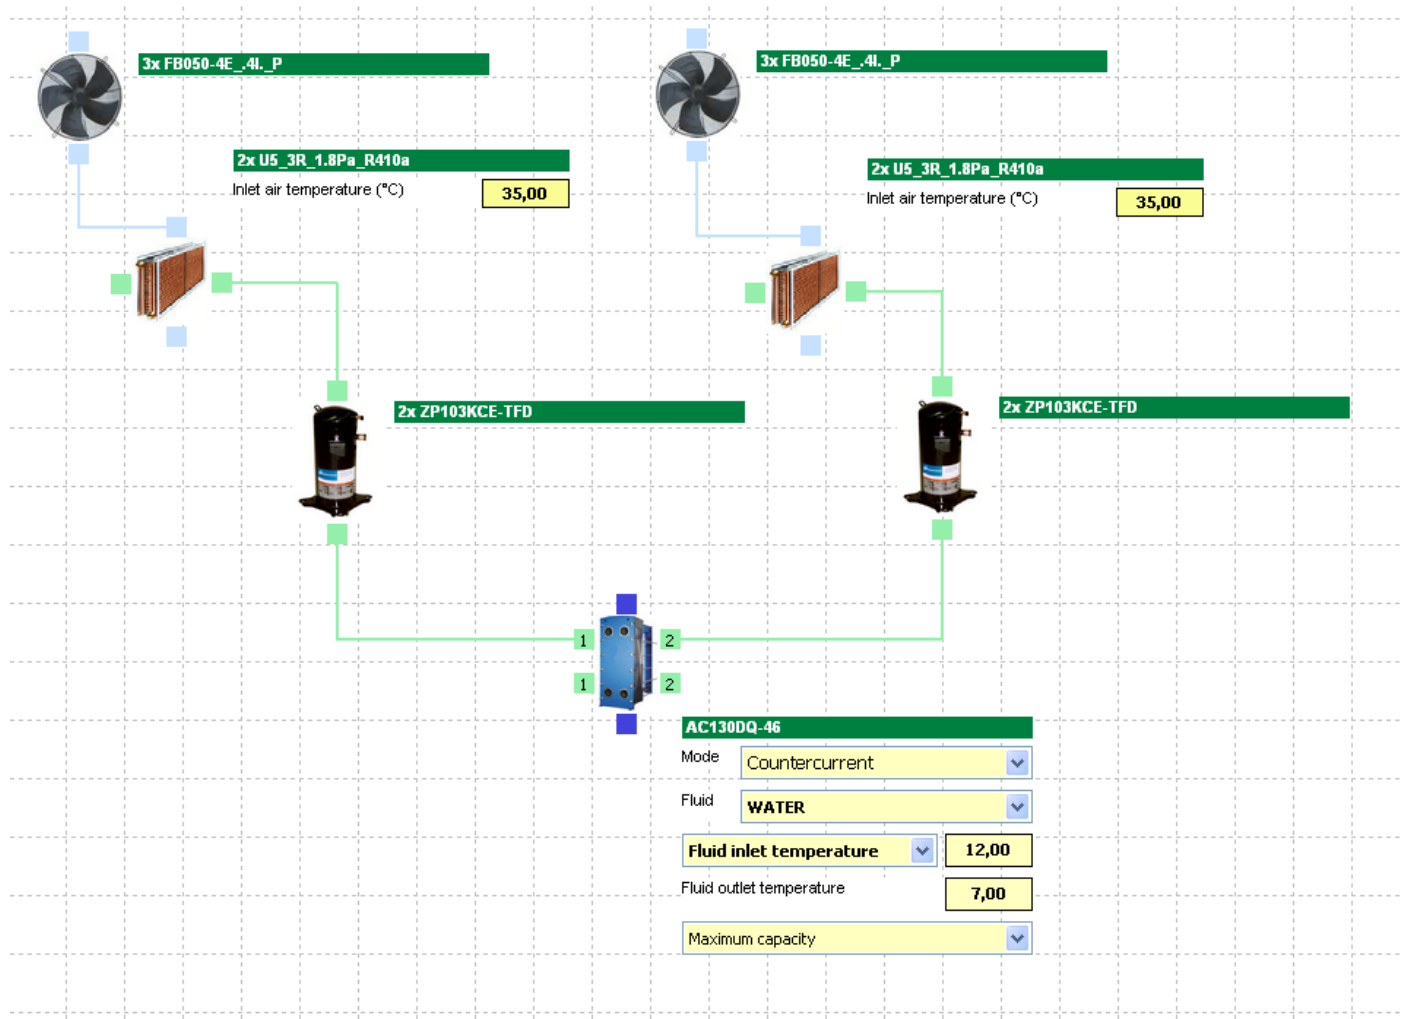 3x FB050-4E_.4I._P
3x FB050-4E_.4I._P
2x U5_3R_1.8Pa_R410a
Inlet air temperature (°C) 35,00
2x U5_3R_1.8Pa_R410a
Inlet air temperature (°C) 35,00
2x ZP103KCE-TFD
2x ZP103KCE-TFD
1 2
1 2
AC130DQ-46
Mode Countercurrent
Fluid WATER
Fluid inlet temperature 12,00
Fluid outlet temperature 7,00
Maximum capacity